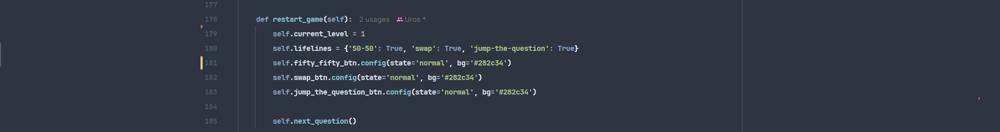 177
178 def restart_game(self): 2 usages Uros *
179 self.current_level = 1
180 self.lifelines = {'50-50': True, 'swap': True, 'jump-the-question': True}
181 self.fifty_fifty_btn.config(state='normal', bg='#282c34')
182 self.swap_btn.config(state='normal', bg='#282c34')
183 self.jump_the_question_btn.config(state='normal', bg='#282c34')
184
185 self.next_question()